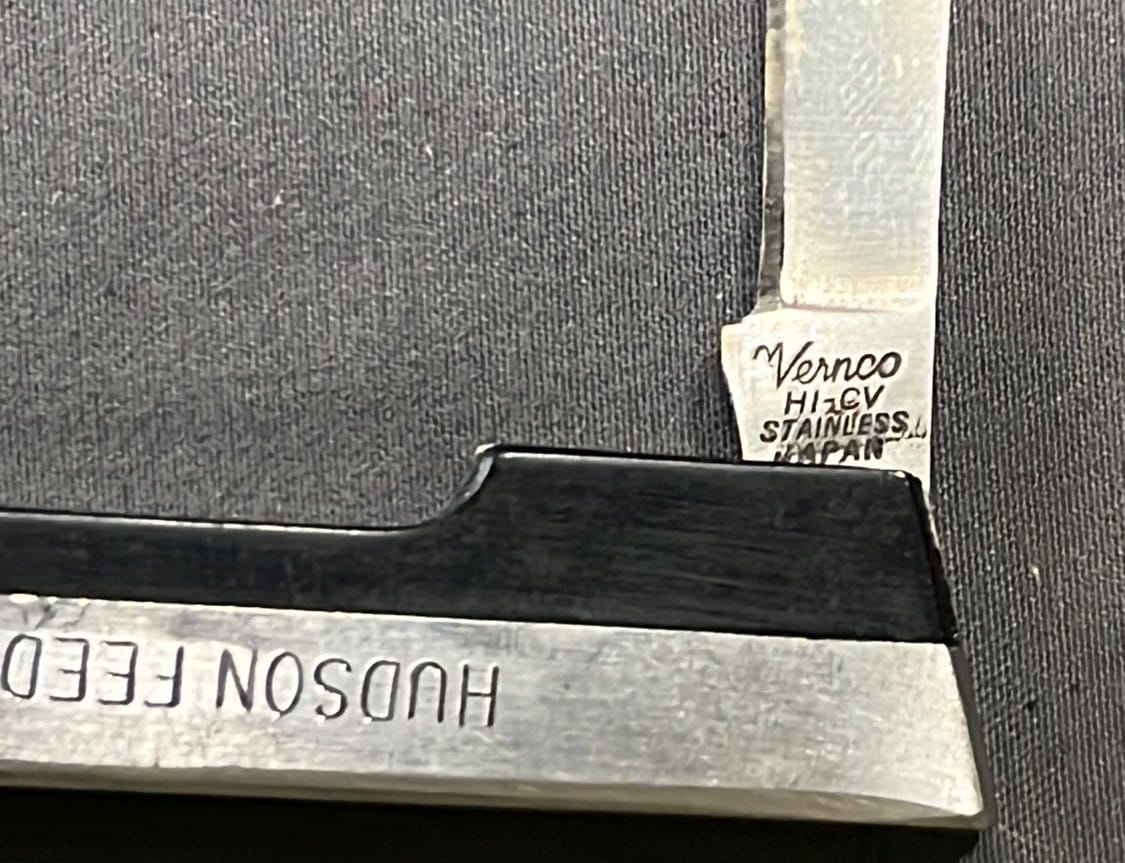 Vernco
HI-CV
STAINLESS
JAPAN
HUDSON FEED